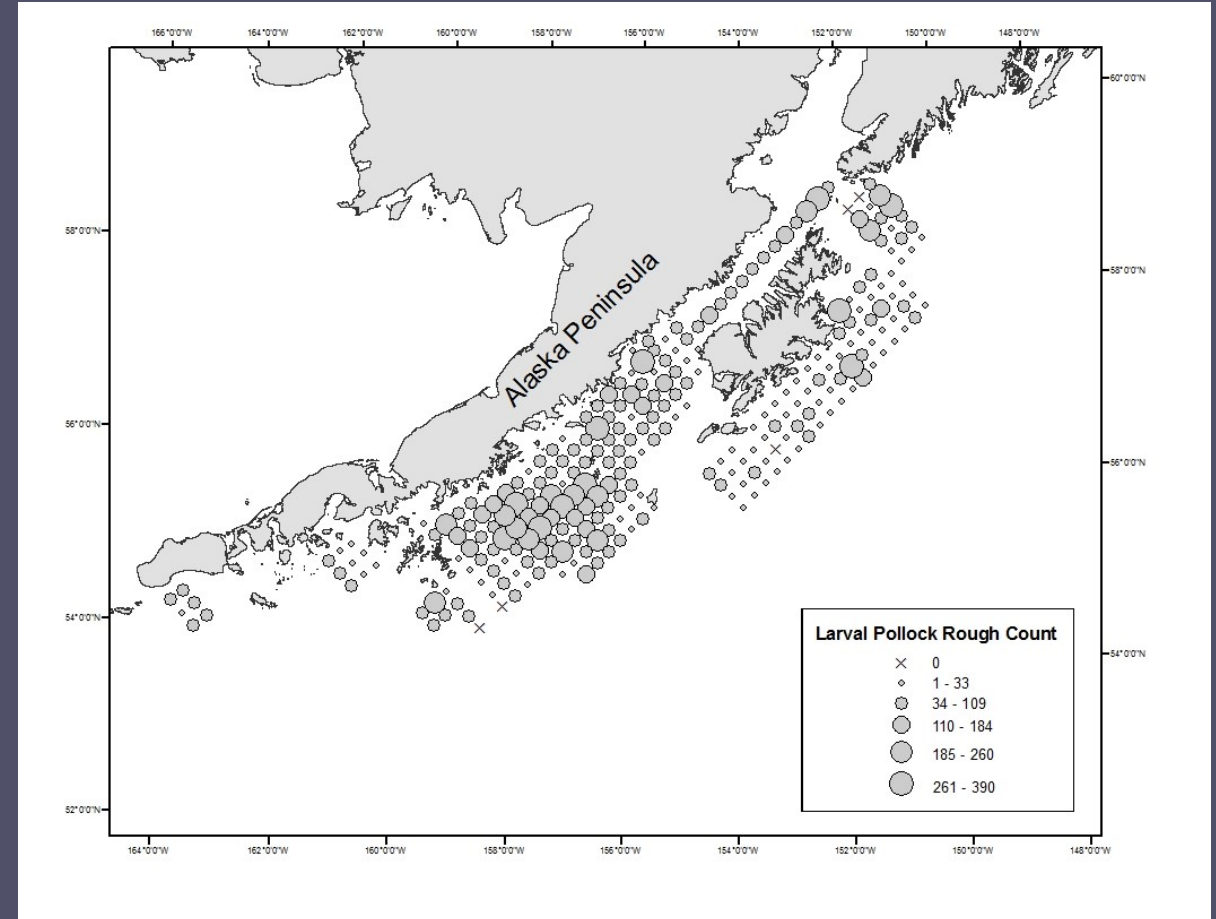 166°0'0"W 164°0'0"W 162°0'0"W 160°0'0"W 158°0'0"W 156°0'0"W 154°0'0"W 152°0'0"W 150°0'0"W 148°0'0"W
60°0'0"N
58°0'0"N
58°0'0"N
Alaska Peninsula
56°0'0"N
56°0'0"N
54°0'0"N
54°0'0"N
Larval Pollock Rough Count
0
1 - 33
34 - 109
110 - 184
185 - 260
261 - 390
52°0'0"N
164°0'0"W 162°0'0"W 160°0'0"W 158°0'0"W 156°0'0"W 154°0'0"W 152°0'0"W 150°0'0"W 148°0'0"W